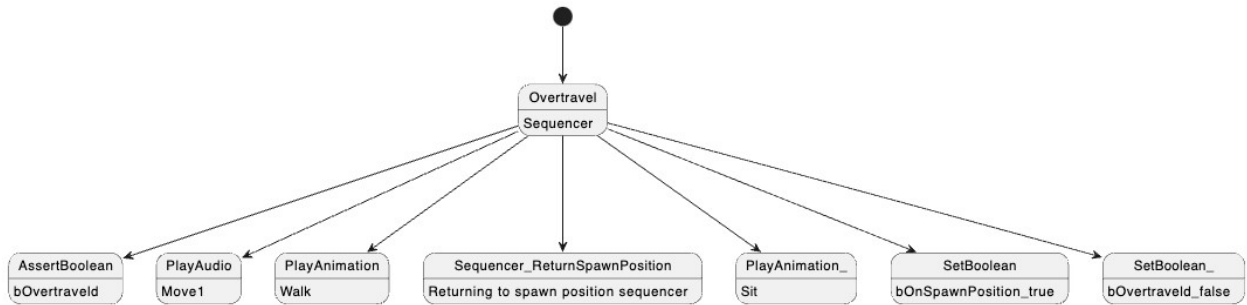 Overtravel
Sequencer
AssertBoolean
bOvertraveld
PlayAudio
Move1
PlayAnimation
Walk
Sequencer_ReturnSpawnPosition
Returning to spawn position sequencer
PlayAnimation_
Sit
SetBoolean
bOnSpawnPosition_true
SetBoolean_
bOvertraveld_false